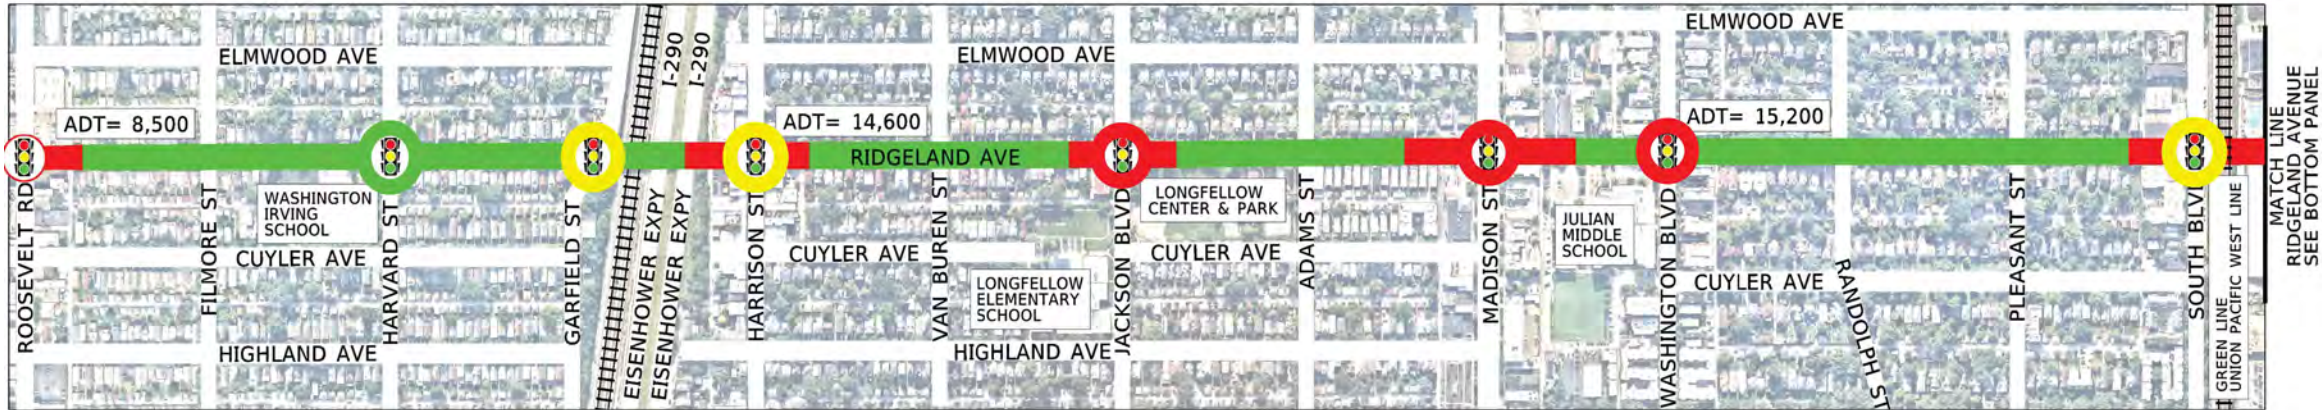 ELMWOOD AVE
I-290
I-290
ELMWOOD AVE
ELMWOOD AVE
ADT= 8,500
ADT= 14,600
ADT= 15,200
RIDGELAND AVE
ROOSEVELT RD
FILMORE ST
WASHINGTON
IRVING
SCHOOL
HARVARD ST
GARFIELD ST
EISENHOWER EXPY
EISENHOWER EXPY
HARRISON ST
VAN BUREN ST
JACKSON BLVD
LONGFELLOW
CENTER & PARK
ADAMS ST
MADISON ST
JULIAN
MIDDLE
SCHOOL
WASHINGTON BLVD
RANDOLPH ST
PLEASANT ST
SOUTH BLVD
GREEN LINE
UNION PACIFIC WEST LINE
MATCH LINE
RIDGELAND AVENUE
SEE BOTTOM PANEL
CUYLER AVE
CUYLER AVE
CUYLER AVE
CUYLER AVE
LONGFELLOW
ELEMENTARY
SCHOOL
HIGHLAND AVE
HIGHLAND AVE